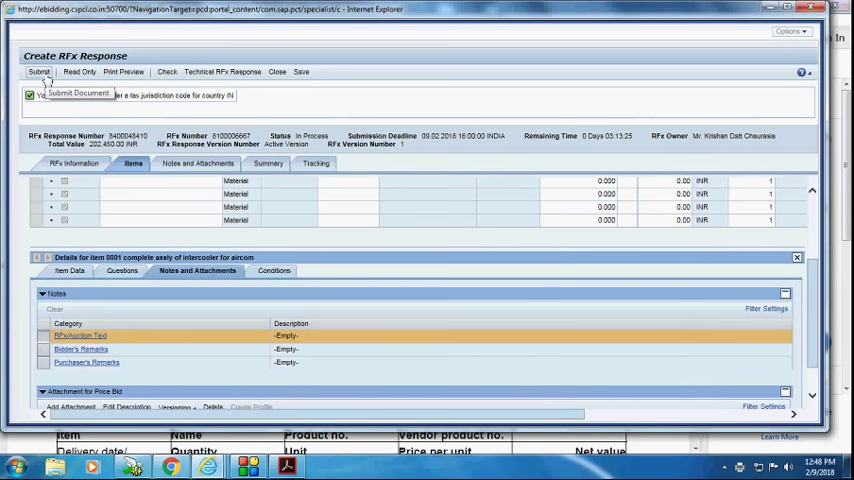 http://ebidding.cspcl.co.in:50700/?NavigationTarget=pcd:portal_content/com.sap.pct/specialist/c - Internet Explorer
Options
Create RFx Response
Submit Read Only Print Preview Check Technical RFx Response Close Save
Submit Document
er a tax jurisdiction code for country IN
RFx Response Number 8400048410 RFx Number 8100006667 Status In Process Submission Deadline 09.02.2018 16:00:00 INDIA Remaining Time 0 Days 03:13:25 RFx Owner Mr. Krishan Datt Chaurasia
Total Value 202,450.00 INR RFx Response Version Number Active Version RFx Version Number 1
RFx Information Items Notes and Attachments Summary Tracking
Material 0.000 0.00 INR 1
Material 0.000 0.00 INR 1
Material 0.000 0.00 INR 1
Material 0.000 0.00 INR 1
Details for item 0001 complete assly of intercooler for aircom
Item Data Questions Notes and Attachments Conditions
Notes
Clear Filter Settings
Category Description
RFx/Auction Text -Empty-
Bidder's Remarks -Empty-
Purchaser's Remarks -Empty-
Attachment for Price Bid
Add Attachment Edit Description Versioning Delete Create Profile Filter Settings
Item Name Product no. Vendor product no.
Delivery date/ Quantity Unit Price per unit Net value
Learn More
12:48 PM
2/9/2018